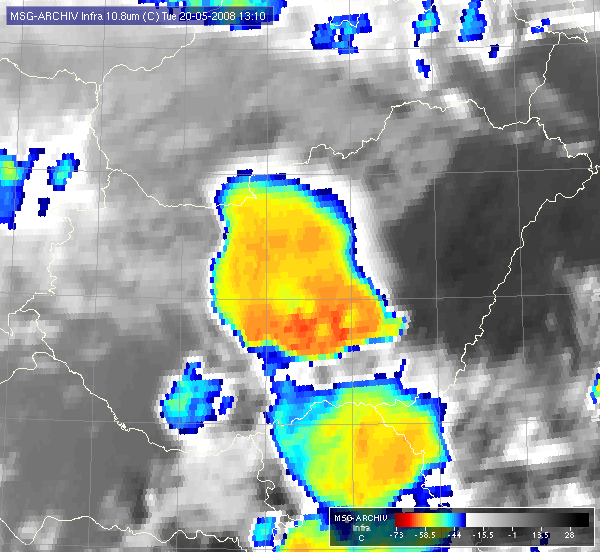 MSG-ARCHIV Infra 10.8um (C) Tue 20-05-2008 13:10
MSG-ARCHIV
Infra
C
-73 -58.5 -44 -15.5 -1 13.5 28